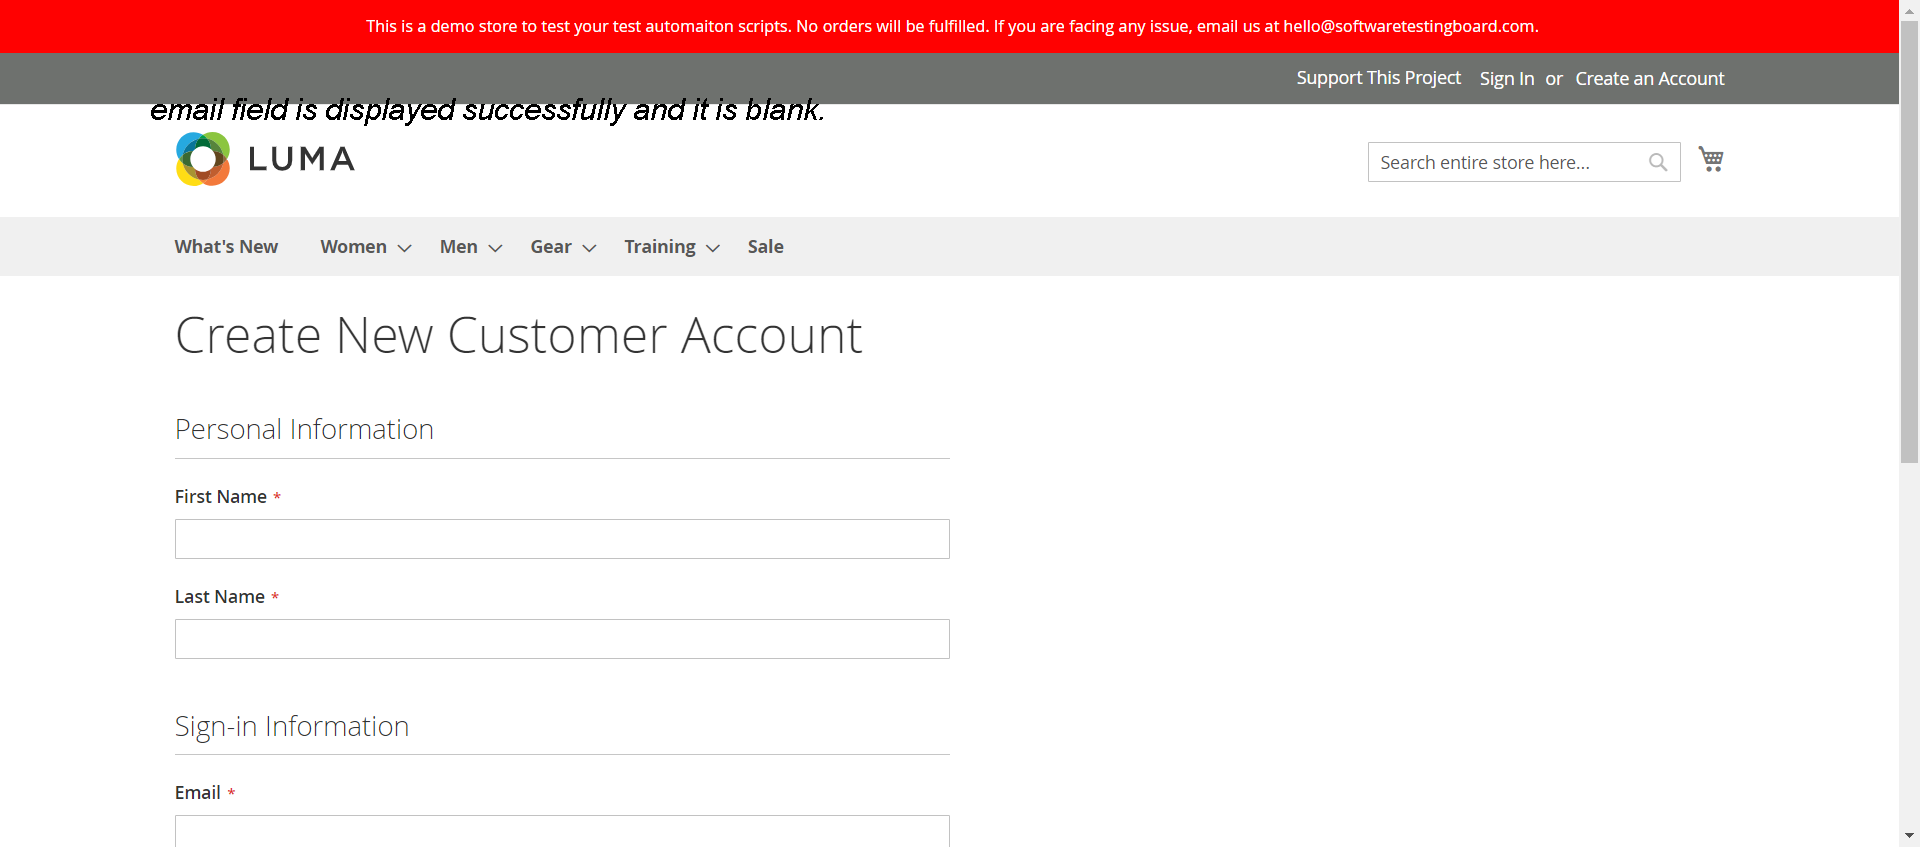 This is a demo store to test your test automaiton scripts. No orders will be fulfilled. If you are facing any issue, email us at hello@softwaretestingboard.com.
Support This Project Sign In or Create an Account
email field is displayed successfully and it is blank.
LUMA
Search entire store here...
What's New Women Men Gear Training Sale
Create New Customer Account
Personal Information
First Name *
Last Name *
Sign-in Information
Email *